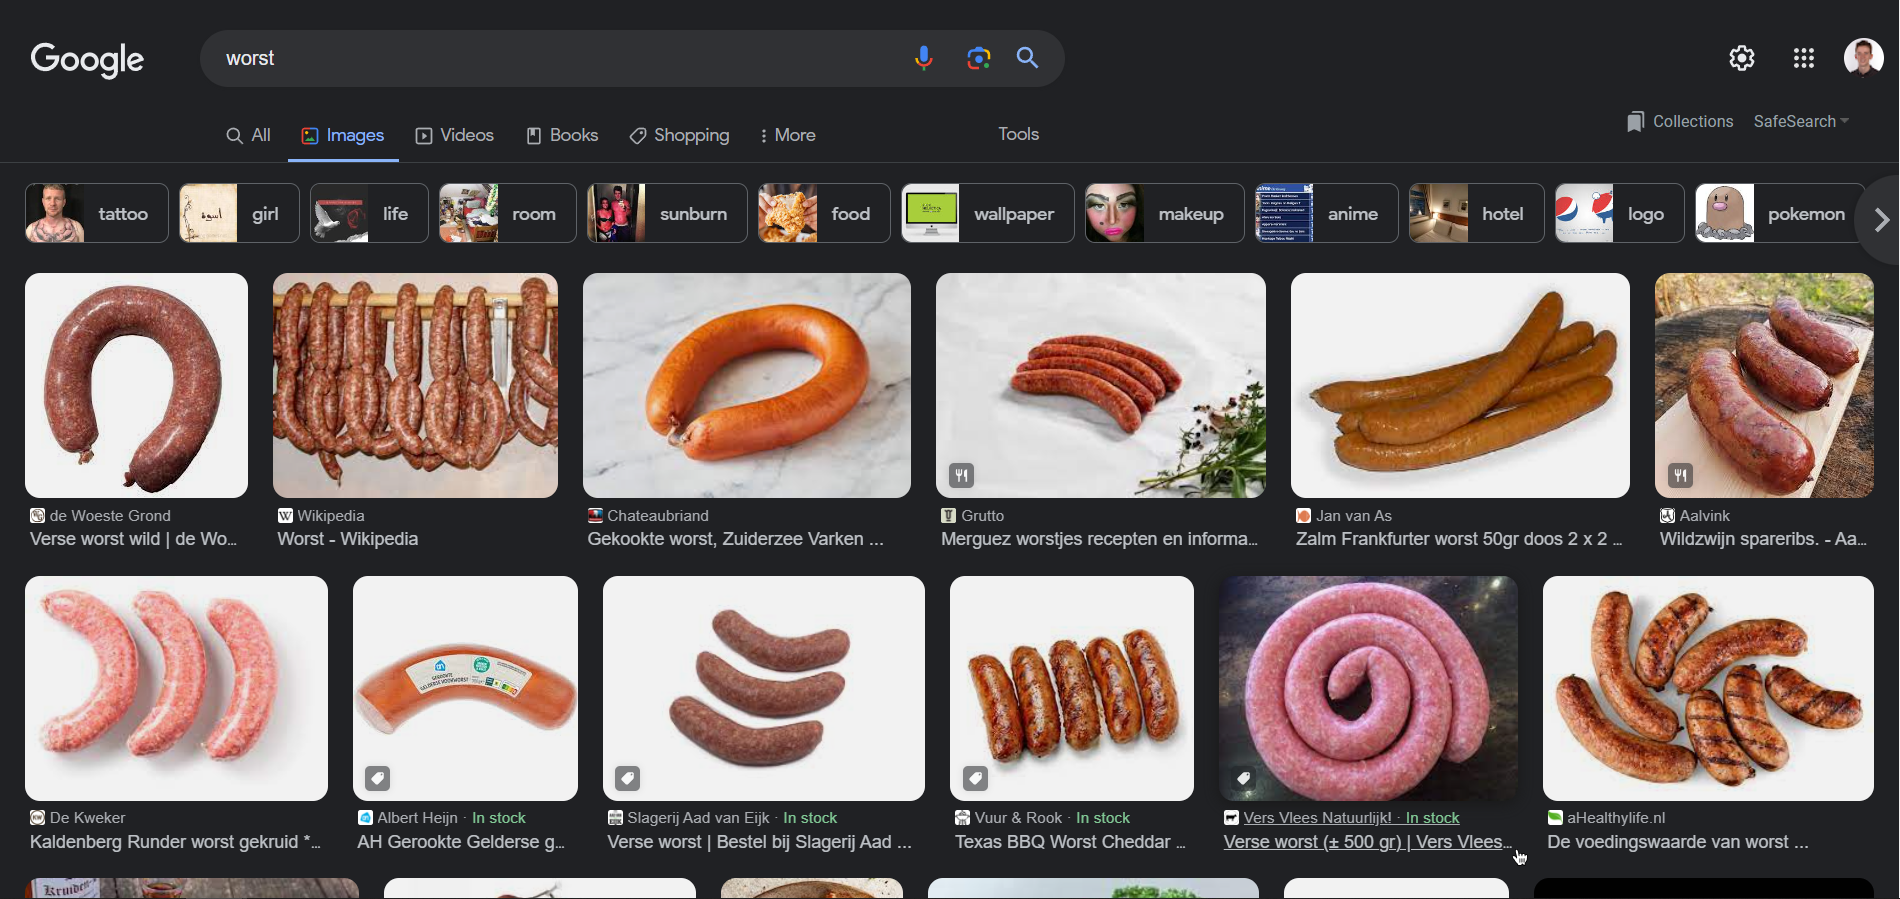 Google
worst
All
Images
Videos
Books
Shopping
More
Tools
Collections
SafeSearch
tattoo
girl
life
room
sunburn
food
wallpaper
makeup
anime
hotel
logo
pokemon
de Woeste Grond
Verse worst wild | de Wo...
W Wikipedia
Worst - Wikipedia
Chateaubriand
Gekookte worst, Zuiderzee Varken ...
Grutto
Merguez worstjes recepten en informa...
Jan van As
Zalm Frankfurter worst 50gr doos 2 x 2 ...
Aalvink
Wildzwijn spareribs. - Aa...
De Kweker
Kaldenberg Runder worst gekruid *...
Albert Heijn · In stock
AH Gerookte Gelderse g...
Slagerij Aad van Eijk · In stock
Verse worst | Bestel bij Slagerij Aad ...
Vuur & Rook · In stock
Texas BBQ Worst Cheddar ...
Vers Vlees Natuurlijk! · In stock
Verse worst (± 500 gr) | Vers Vlees...
aHealthylife.nl
De voedingswaarde van worst ...
Kruiden